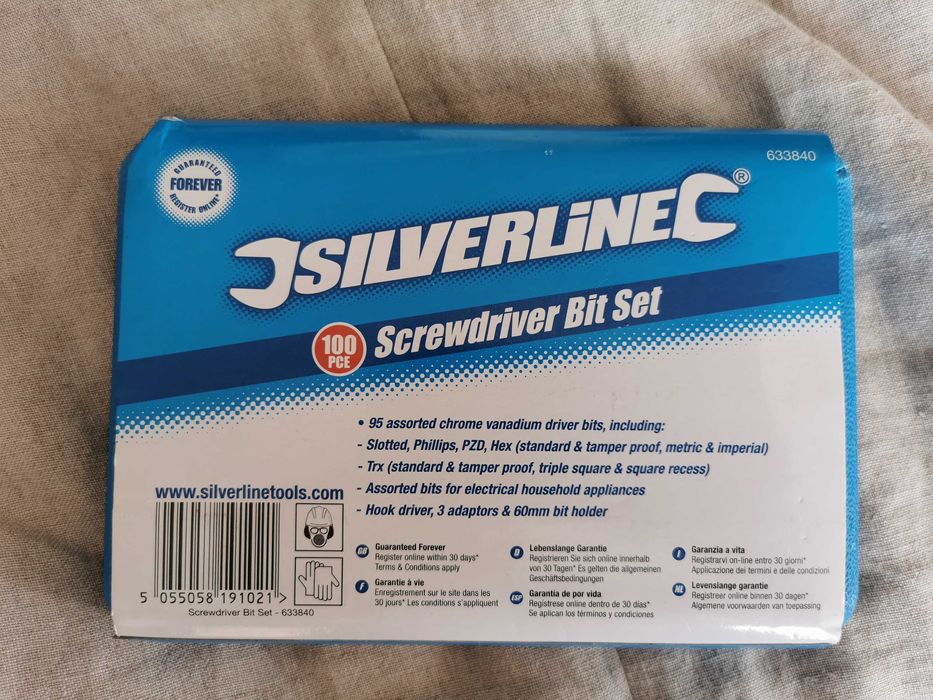 GUARANTEED
FOREVER
REGISTER ONLINE*
633840
SILVERLINE®
100
PCE
Screwdriver Bit Set
• 95 assorted chrome vanadium driver bits, including:
- Slotted, Phillips, PZD, Hex (standard & tamper proof, metric & imperial)
- Trx (standard & tamper proof, triple square & square recess)
- Assorted bits for electrical household appliances
- Hook driver, 3 adaptors & 60mm bit holder
www.silverlinetools.com
5 055058 191021 >
Screwdriver Bit Set - 633840
GB Guaranteed Forever
Register online within 30 days*
Terms & Conditions apply
F Garantie à vie
Enregistrement sur le site dans les
30 jours* Les conditions s'appliquent
D Lebenslange Garantie
Registrieren Sie sich online innerhalb
von 30 Tagen* Es gelten die allgemeinen
Geschäftsbedingungen
ESP Garantía de por vida
Regístrese online dentro de 30 días*
Se aplican los términos y condiciones
I Garanzia a vita
Registrarvi on-line entro 30 giorni*
Applicazione dei termini e delle condizioni
NL Levenslange garantie
Registreer online binnen 30 dagen*
Algemene voorwaarden van toepassing